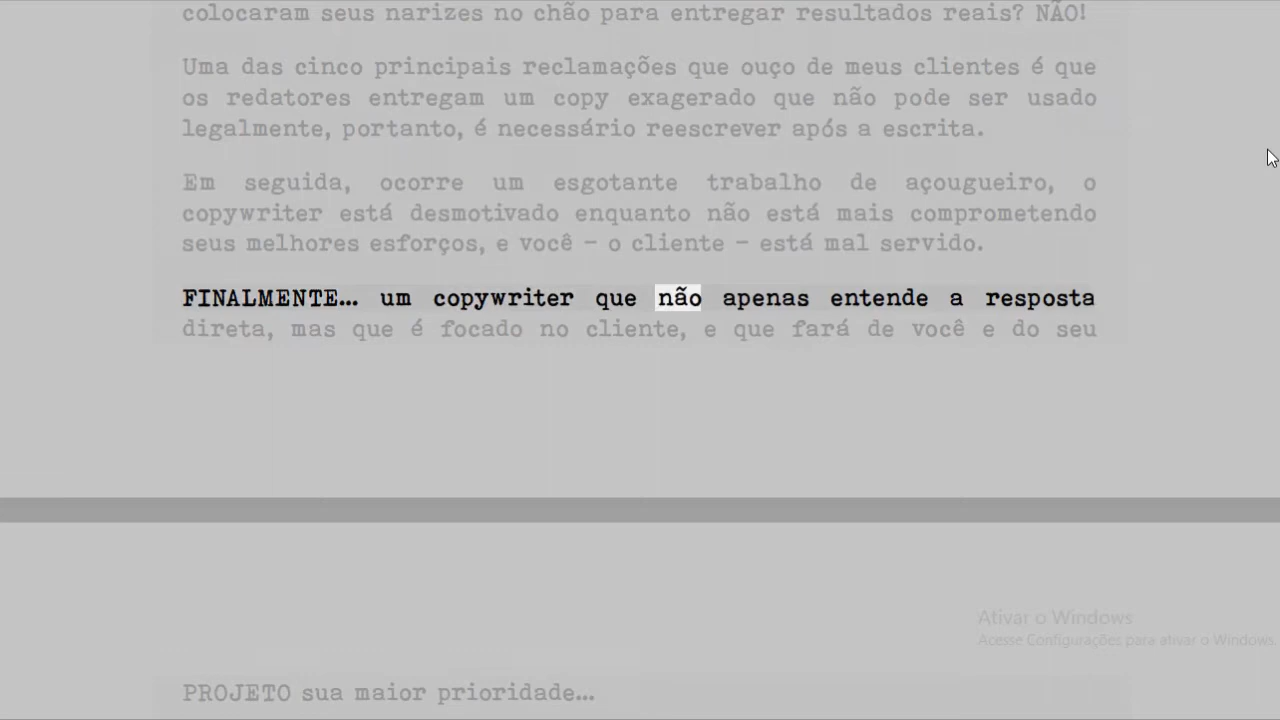 colocaram seus narizes no chão para entregar resultados reais? NÃO!
Uma das cinco principais reclamações que ouço de meus clientes é que
os redatores entregam um copy exagerado que não pode ser usado
legalmente, portanto, é necessário reescrever após a escrita.
Em seguida, ocorre um esgotante trabalho de açougueiro, o
copywriter está desmotivado enquanto não está mais comprometendo
seus melhores esforços, e você – o cliente – está mal servido.
FINALMENTE… um copywriter que não apenas entende a resposta
direta, mas que é focado no cliente, e que fará de você e do seu
Ativar o Windows
Acesse Configurações para ativar o Windows.
PROJETO sua maior prioridade…